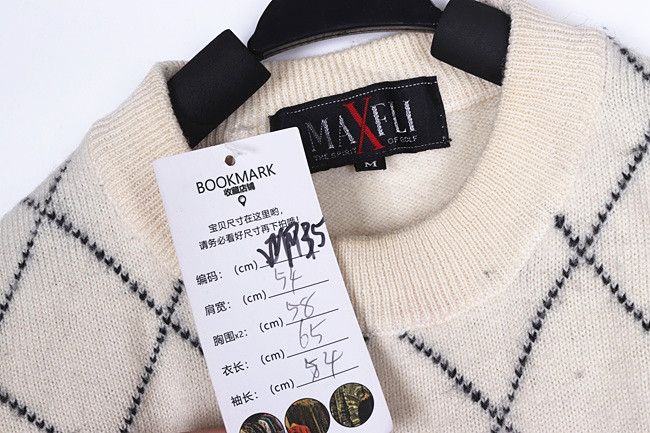 MAXFLI
THE SPIRIT OF GOLF
M
BOOKMARK
收藏店铺
宝贝尺寸在这里哟,
请务必看好尺寸再下拍哦!
编码: (cm)
肩宽: (cm) 54
胸围x2: (cm) 58
衣长: (cm) 65
袖长: (cm) 54